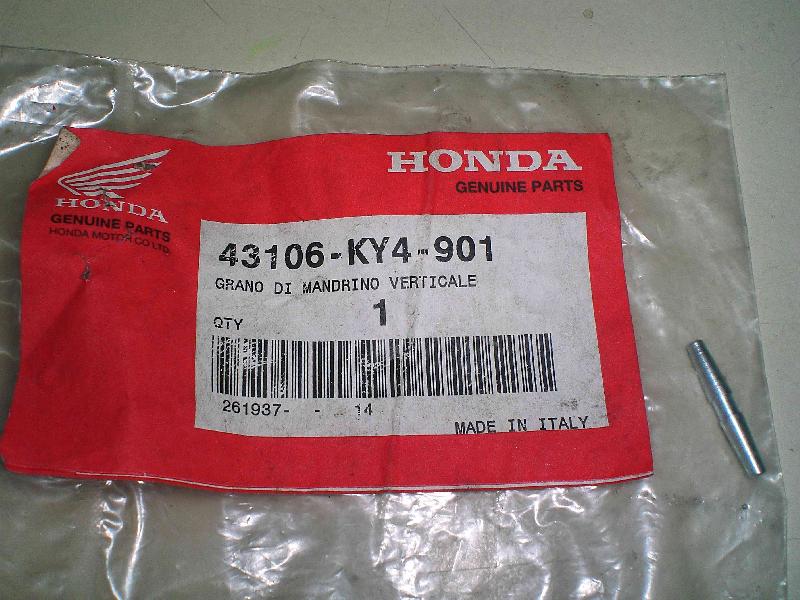 HONDA
GENUINE PARTS
HONDA
GENUINE PARTS
HONDA MOTOR CO LTD.
43106-KY4-901
GRANO DI MANDRINO VERTICALE
QTY 1
261937- - 14
MADE IN ITALY